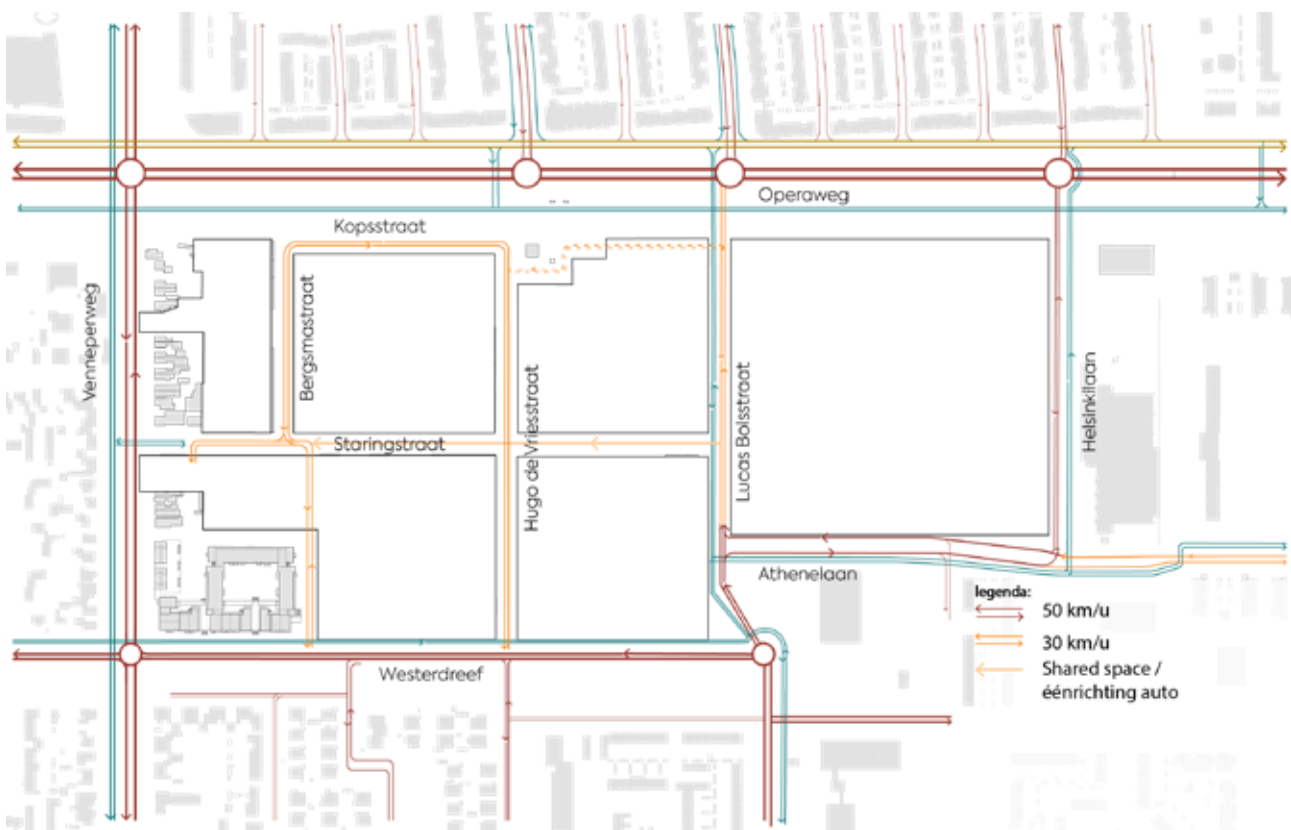 Operaweg
Kopsstraat
Venneperweg
Bergsmastraat
Hugo de Vriesstraat
Lucas Bolsstraat
Helsinkilaan
Staringstraat
Athenelaan
legenda:
50 km/u
30 km/u
Shared space /
éénrichting auto
Westerdreef